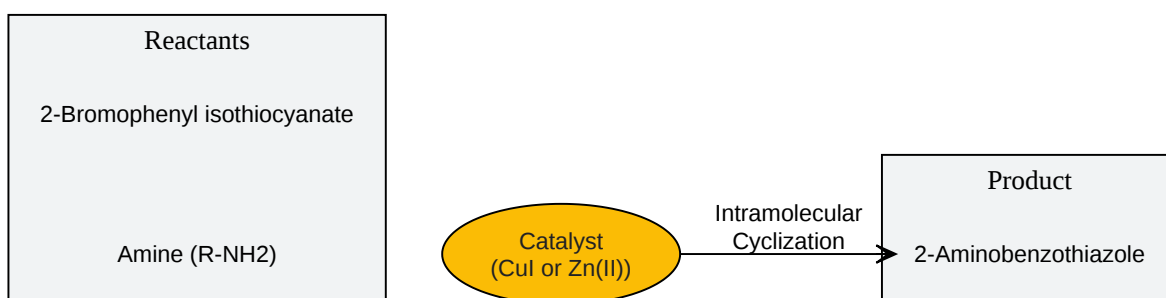 Reactants
2-Bromophenyl isothiocyanate
Amine (R-NH2)
Catalyst
(CuI or Zn(II))
Intramolecular
Cyclization
Product
2-Aminobenzothiazole